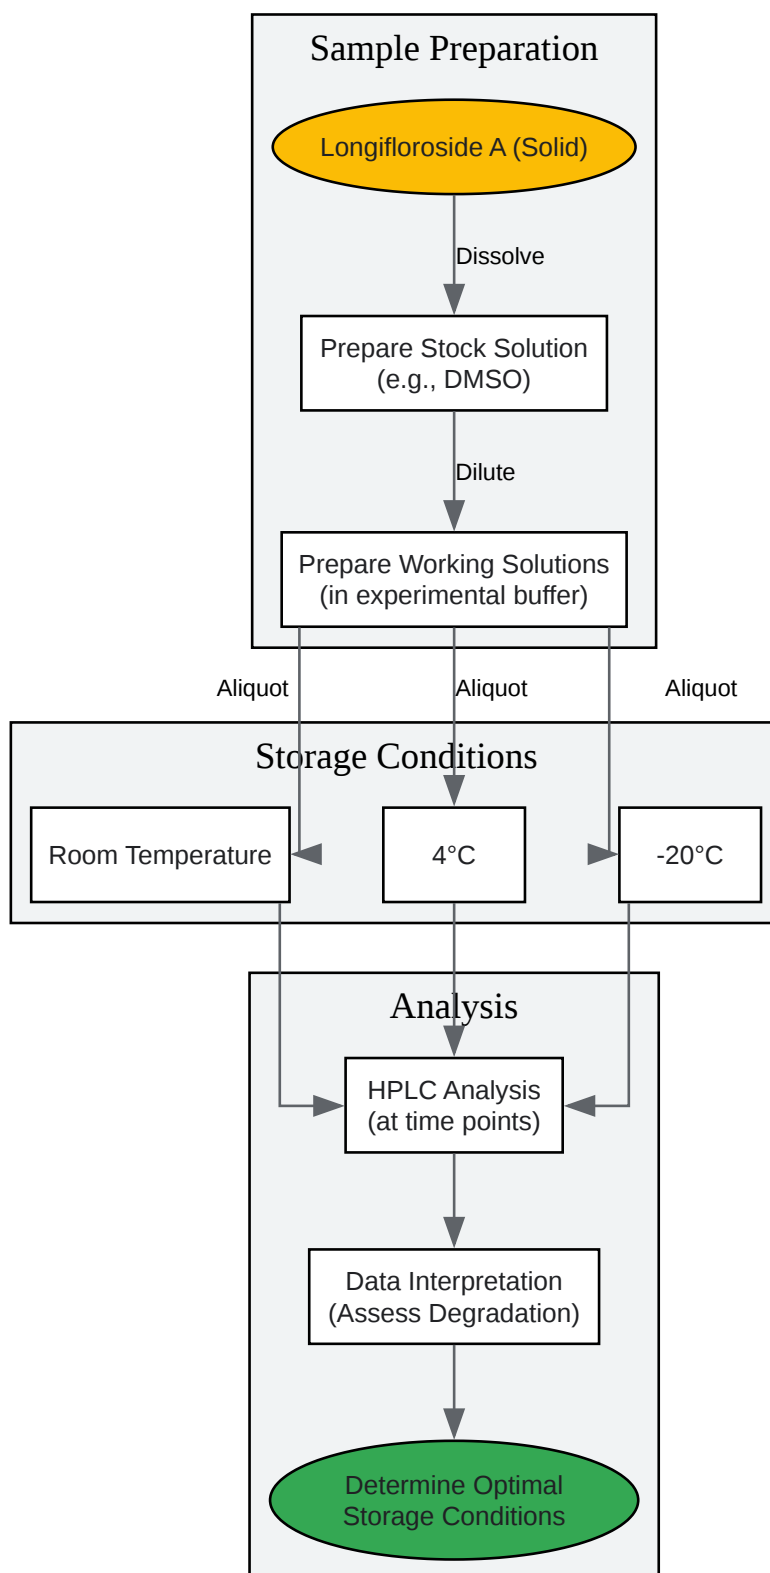 Sample Preparation
Longifloroside A (Solid)
Dissolve
Prepare Stock Solution
(e.g., DMSO)
Dilute
Prepare Working Solutions
(in experimental buffer)
Aliquot
Aliquot
Aliquot
Storage Conditions
Room Temperature
4°C
-20°C
Analysis
HPLC Analysis
(at time points)
Data Interpretation
(Assess Degradation)
Determine Optimal
Storage Conditions